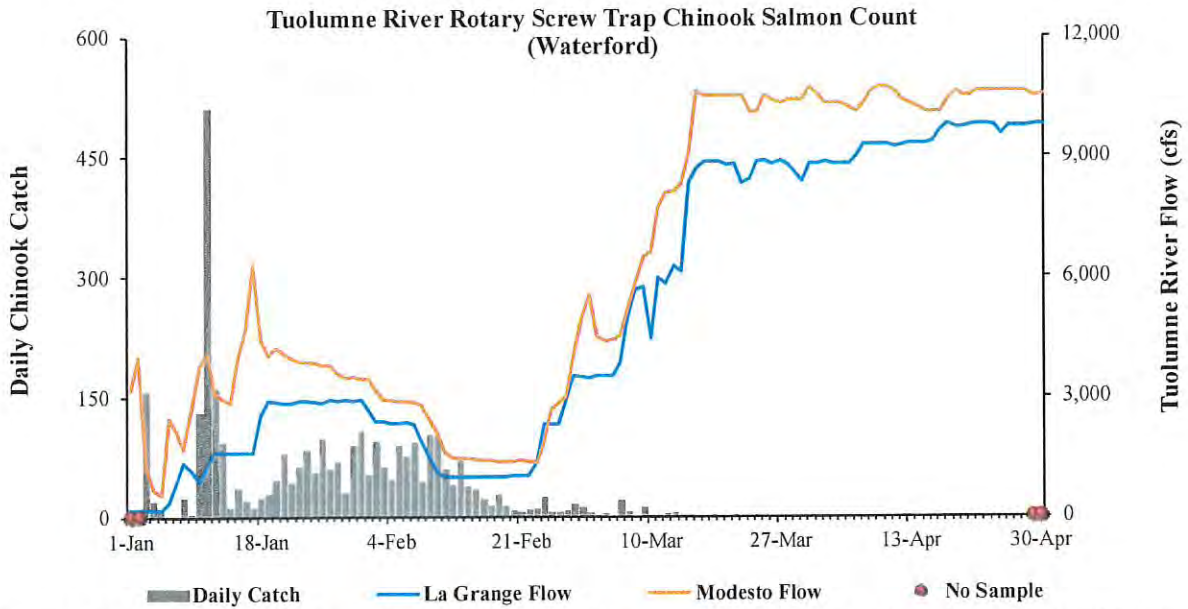 Tuolumne River Rotary Screw Trap Chinook Salmon Count
(Waterford)
600
450
300
150
0
Daily Chinook Catch
12,000
9,000
6,000
3,000
0
Tuolumne River Flow (cfs)
1-Jan 18-Jan 4-Feb 21-Feb 10-Mar 27-Mar 13-Apr 30-Apr
Daily Catch La Grange Flow Modesto Flow No Sample